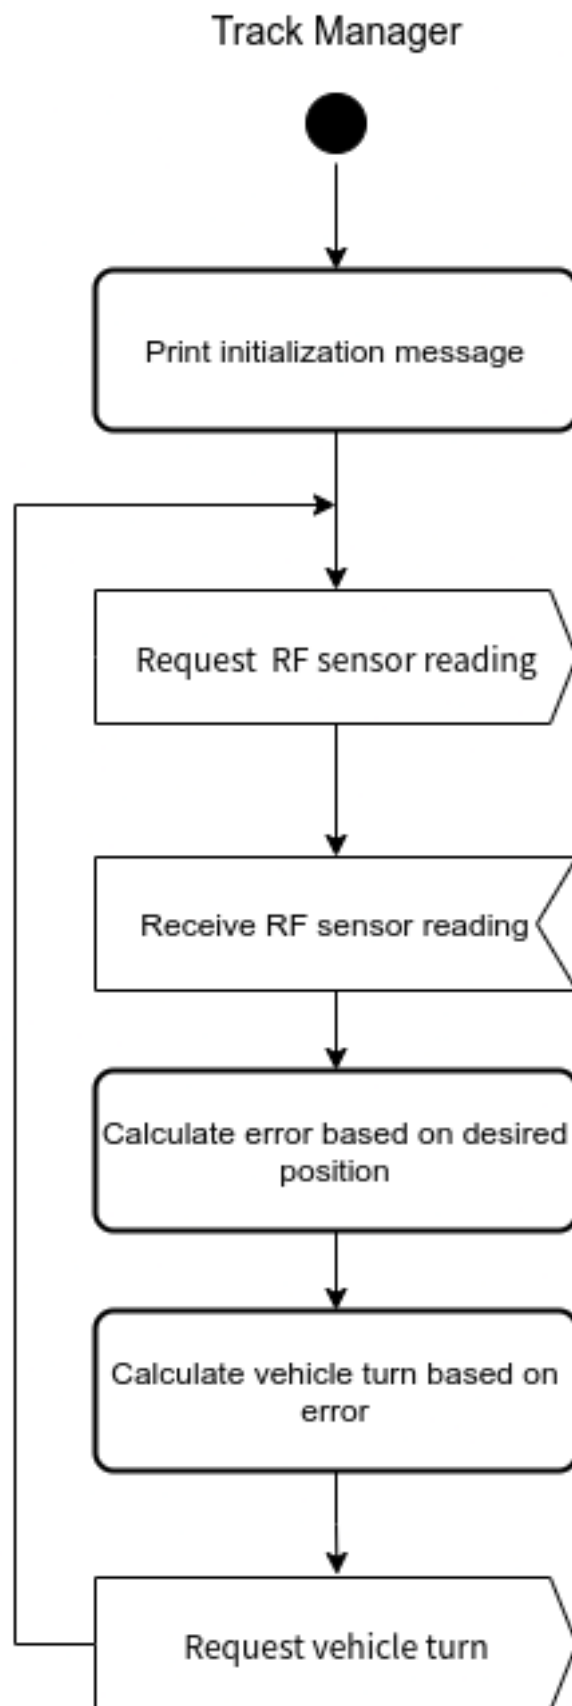 Track Manager
Print initialization message
Request RF sensor reading
Receive RF sensor reading
Calculate error based on desired
position
Calculate vehicle turn based on
error
Request vehicle turn